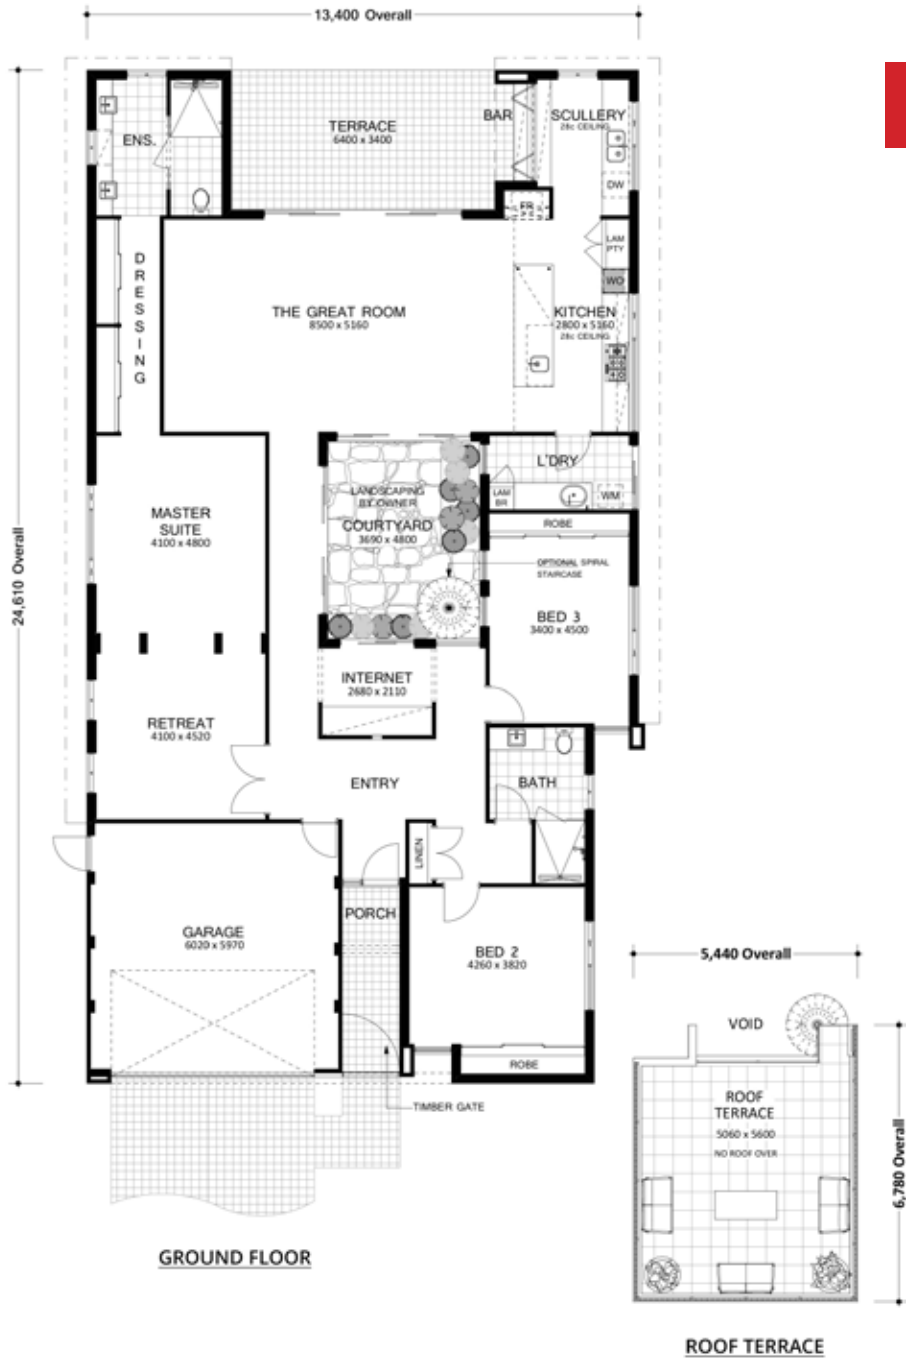 13,400 Overall
24,610 Overall
ENS.
TERRACE
6400 x 3400
BAR
SCULLERY
28c CEILING
DW
FR
LAM
PTY
WO
DRESSING
THE GREAT ROOM
8500 x 5160
KITCHEN
2800 x 5160
28c CEILING
L'DRY
LAM
BR
WM
LANDSCAPING
BY OWNER
COURTYARD
3690 x 4800
ROBE
OPTIONAL SPIRAL
STAIRCASE
MASTER
SUITE
4100 x 4800
BED 3
3400 x 4500
INTERNET
2680 x 2110
RETREAT
4100 x 4520
ENTRY
BATH
LINEN
PORCH
GARAGE
6020 x 5970
BED 2
4260 x 3820
ROBE
TIMBER GATE
GROUND FLOOR
5,440 Overall
VOID
ROOF
TERRACE
5060 x 5600
NO ROOF OVER
6,780 Overall
ROOF TERRACE